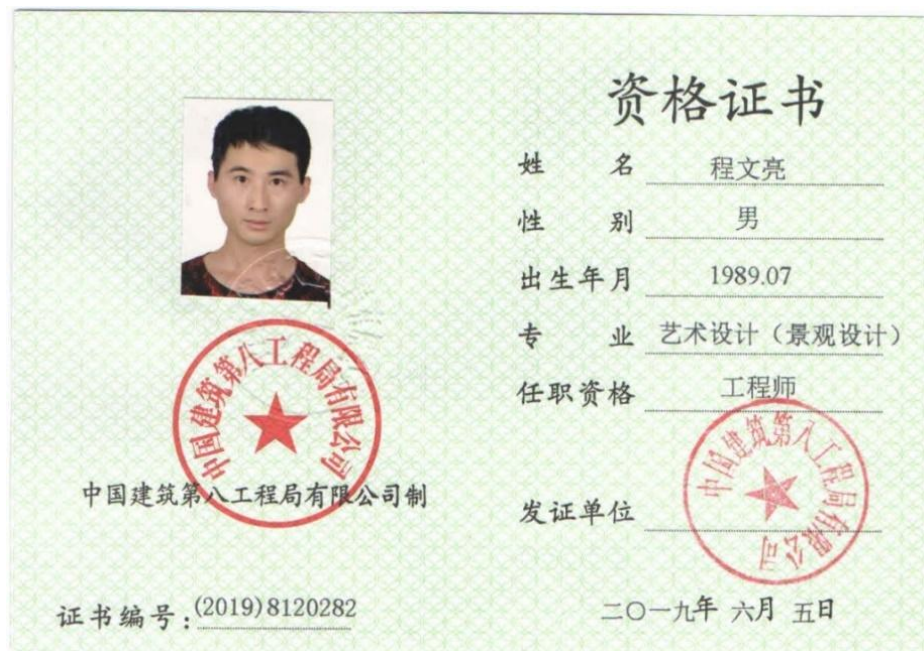 中国建筑第八工程局有限公司
中国建筑第八工程局有限公司制
证书编号：(2019)8120282
资格证书
姓 名 程文亮
性 别 男
出生年月 1989.07
专 业 艺术设计（景观设计）
任职资格 工程师
发证单位
中国建筑第八工程局有限公司
二〇一九年 六月 五日